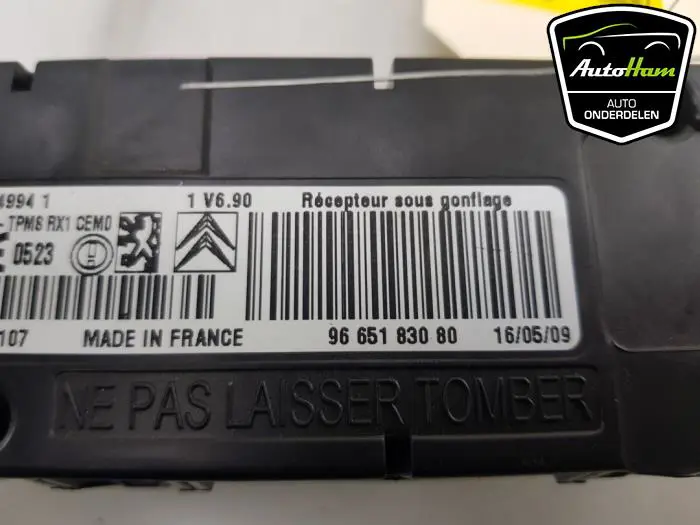 AutoHam
AUTO
ONDERDELEN
4994 1
1 V6.90
Récepteur sous gonflage
TPMS RX1 CEMD
0523
107
MADE IN FRANCE
96 651 830 80
16/05/09
NE PAS LAISSER TOMBER